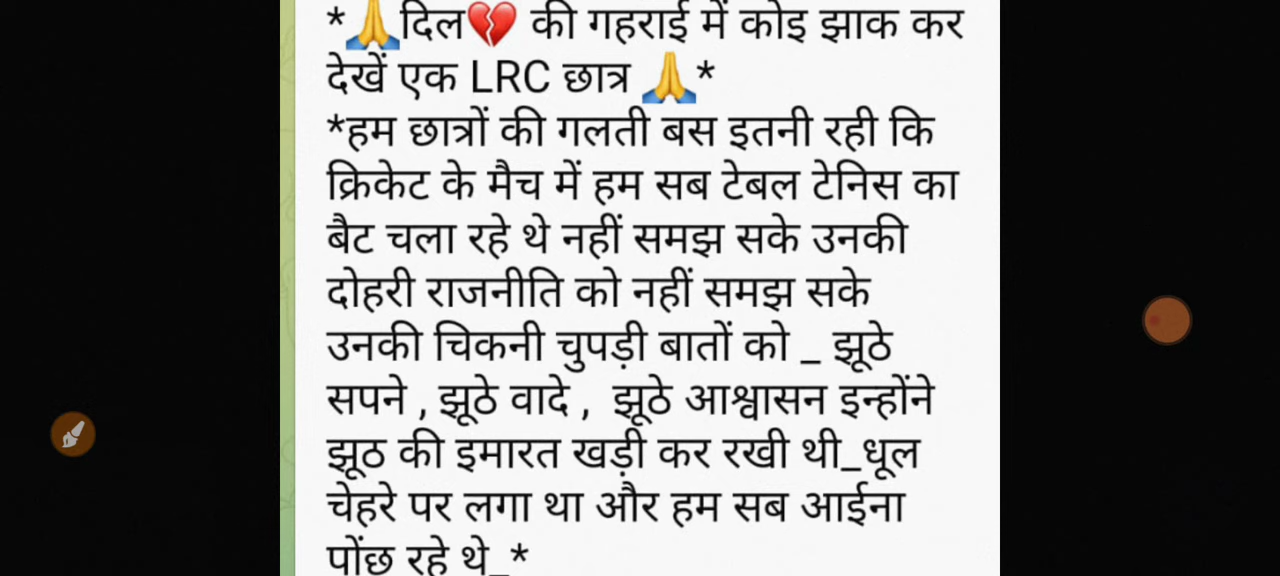 *🙏दिल💔 की गहराई में कोइ झाक कर
देखें एक LRC छात्र 🙏*
*हम छात्रों की गलती बस इतनी रही कि
क्रिकेट के मैच में हम सब टेबल टेनिस का
बैट चला रहे थे नहीं समझ सके उनकी
दोहरी राजनीति को नहीं समझ सके
उनकी चिकनी चुपड़ी बातों को _ झूठे
सपने , झूठे वादे ,  झूठे आश्वासन इन्होंने
झूठ की इमारत खड़ी कर रखी थी_धूल
चेहरे पर लगा था और हम सब आईना
पोंछ रहे थे_*